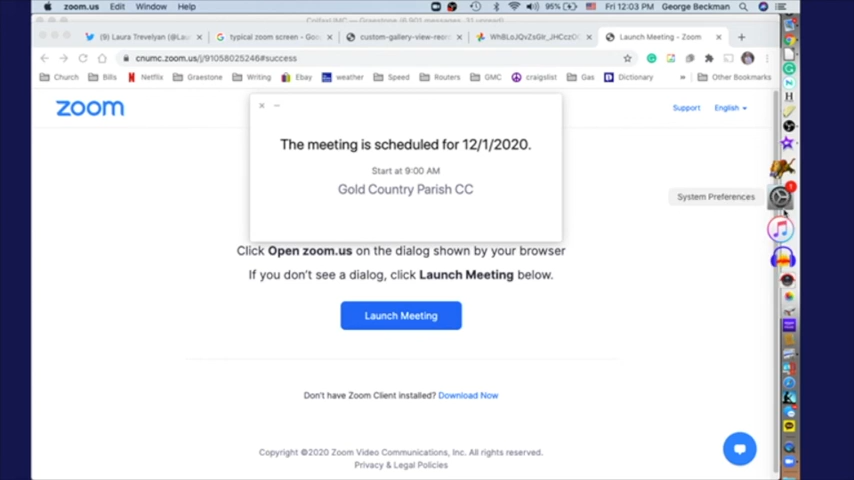 zoom.us Edit Window Help
95% Fri 12:03 PM George Beckman
(9) Laura Trevelyan (@Lau
typical zoom screen - Goo
custom-gallery-view-reor
Launch Meeting - Zoom
cnumc.zoom.us/j/91058025246#success
Church Bills Netflix Graestone Writing Ebay weather Speed Routers GMC craigslist Gas Dictionary » Other Bookmarks
zoom
Support English
The meeting is scheduled for 12/1/2020.
Start at 9:00 AM
Gold Country Parish CC
System Preferences
Click Open zoom.us on the dialog shown by your browser
If you don't see a dialog, click Launch Meeting below.
Launch Meeting
Don't have Zoom Client installed? Download Now
Copyright ©2020 Zoom Video Communications, Inc. All rights reserved.
Privacy & Legal Policies